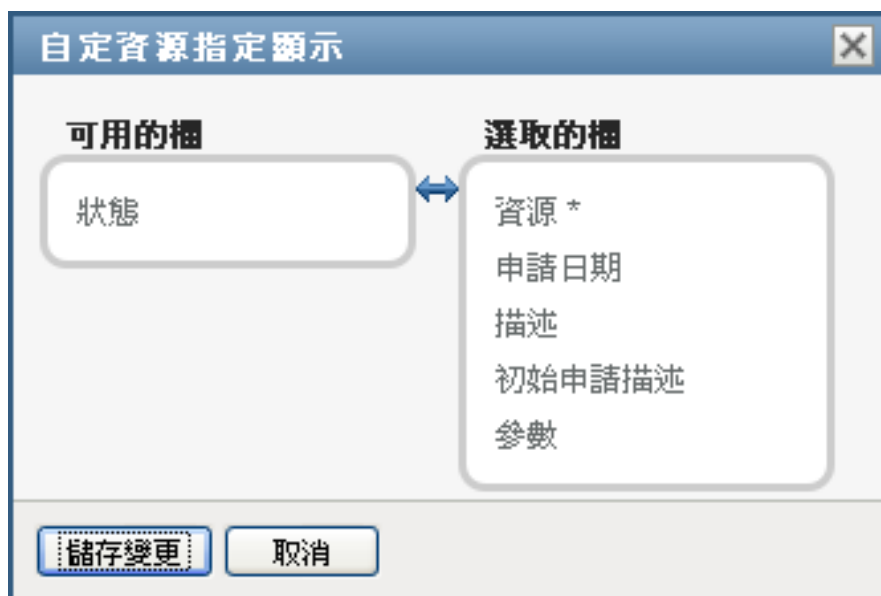 自定資源指定顯示
可用的欄
狀態
選取的欄
資源 *
申請日期
描述
初始申請描述
參數
儲存變更
取消